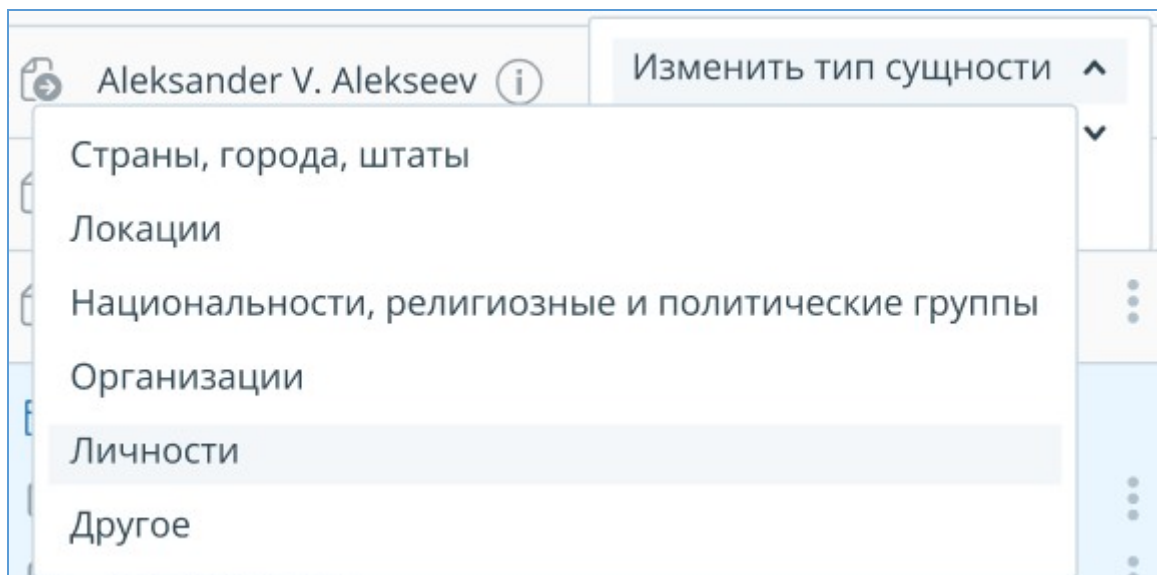 Aleksander V. Alekseev
Изменить тип сущности
Страны, города, штаты
Локации
Национальности, религиозные и политические группы
Организации
Личности
Другое